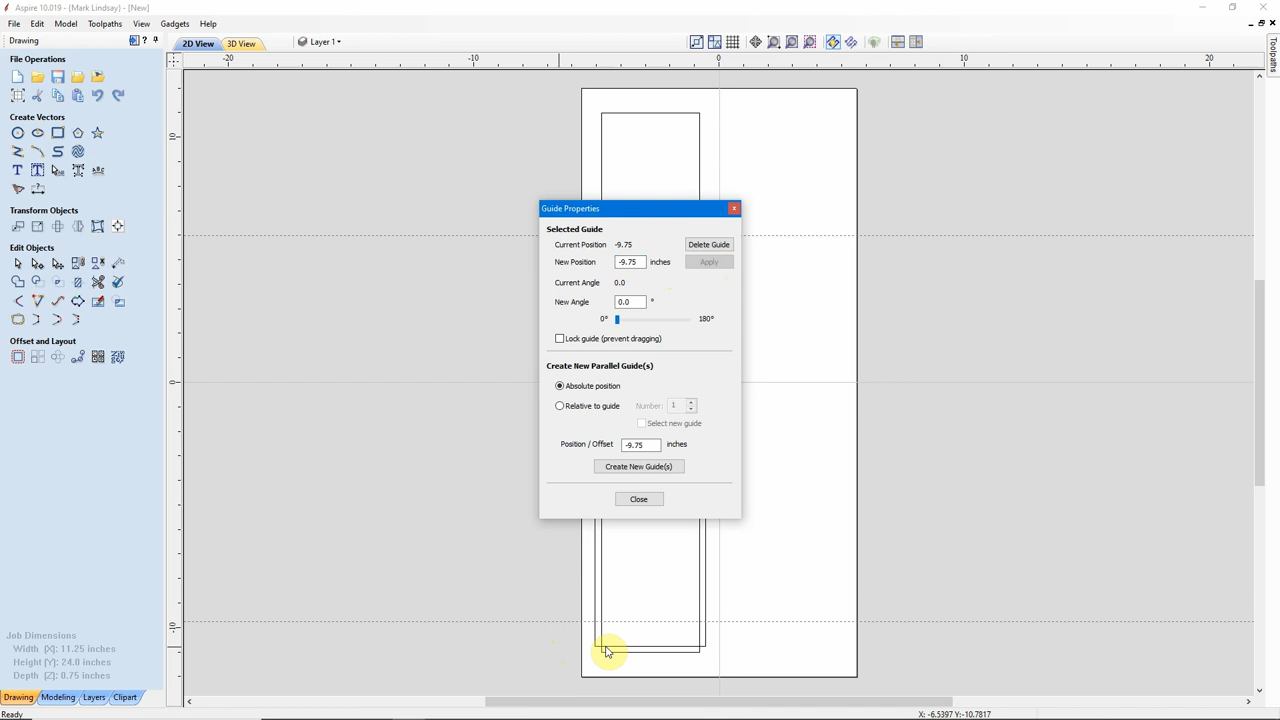 Aspire 10.019 - (Mark Lindsay) - [New]
File Edit Model Toolpaths View Gadgets Help
Drawing
2D View 3D View Layer 1
-20 -10 0 10 20
File Operations
Create Vectors
Transform Objects
Edit Objects
Offset and Layout
10
0
-10
Guide Properties
Selected Guide
Current Position -9.75 Delete Guide
New Position -9.75 inches Apply
Current Angle 0.0
New Angle 0.0 °
0° 180°
Lock guide (prevent dragging)
Create New Parallel Guide(s)
Absolute position
Relative to guide Number: 1
Select new guide
Position / Offset -9.75 inches
Create New Guide(s)
Close
Toolpaths
Job Dimensions
Width [X]: 11.25 inches
Height [Y]: 24.0 inches
Depth [Z]: 0.75 inches
Drawing Modeling Layers Clipart
Ready X: -6.5397 Y:-10.7817